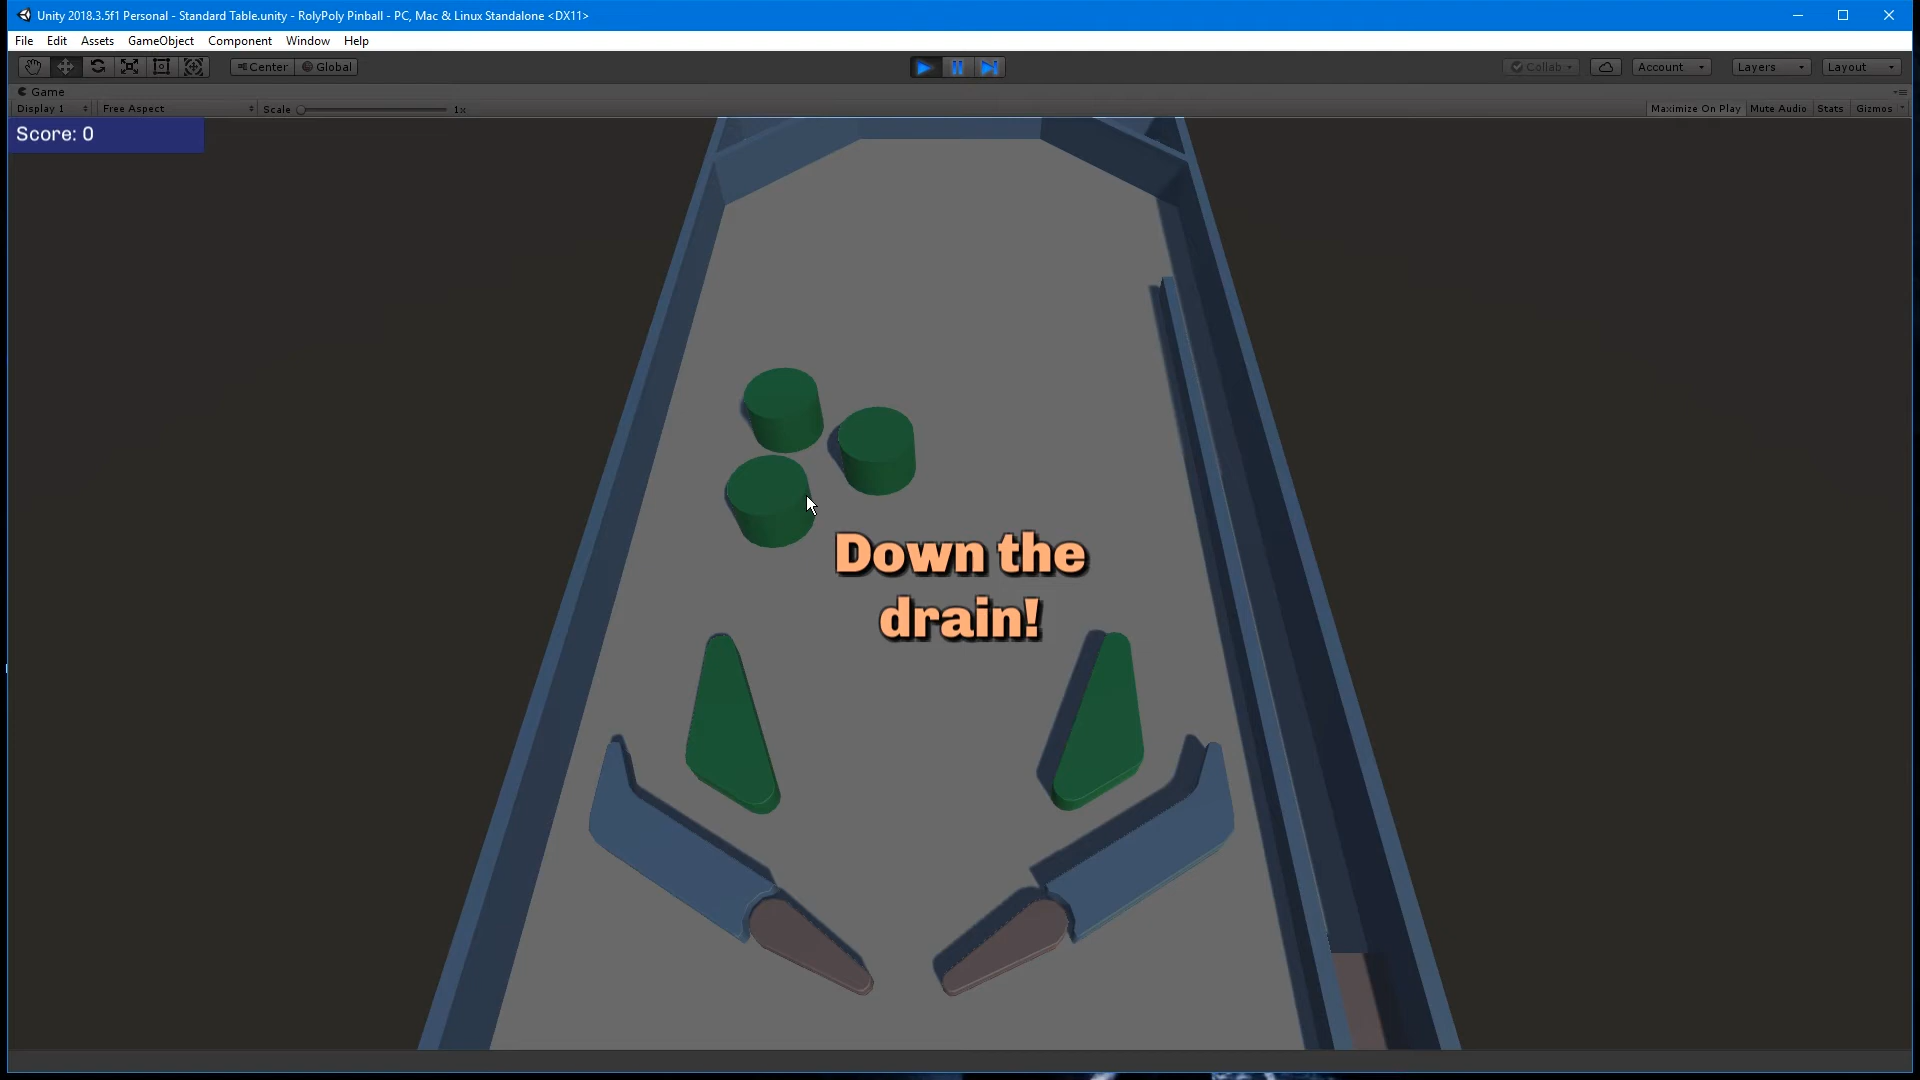 Unity 2018.3.5f1 Personal - Standard Table.unity - RolyPoly Pinball - PC, Mac & Linux Standalone <DX11>
File Edit Assets GameObject Component Window Help
Center Global Collab Account Layers Layout
Game
Display 1 Free Aspect Scale 1x Maximize On Play Mute Audio Stats Gizmos
Score: 0
Down the
drain!